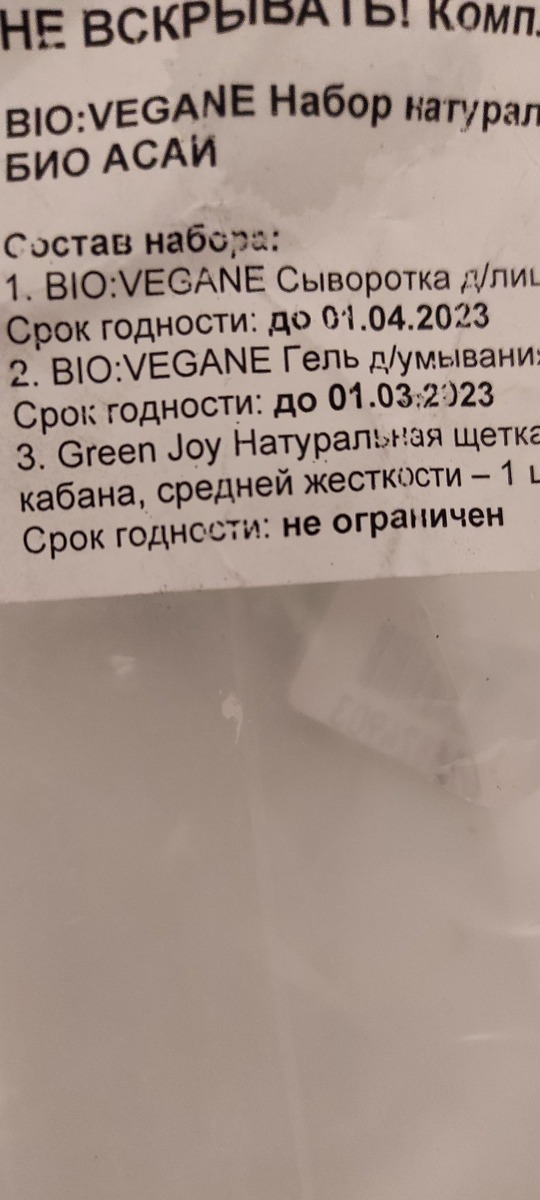 НЕ ВСКРЫВАТЬ! Комп
BIO:VEGANE Набор натурал
БИО АСАИ
Состав набора:
1. BIO:VEGANE Сыворотка д/лиц
Срок годности: до 01.04.2023
2. BIO:VEGANE Гель д/умывани
Срок годности: до 01.03.2023
3. Green Joy Натуральная щетка
кабана, средней жесткости – 1 ш
Срок годности: не ограничен